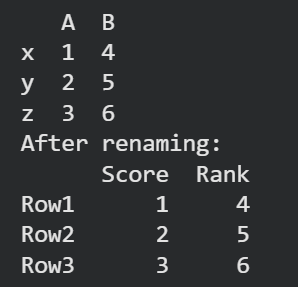 A  B
x  1  4
y  2  5
z  3  6
After renaming:
      Score  Rank
Row1      1     4
Row2      2     5
Row3      3     6